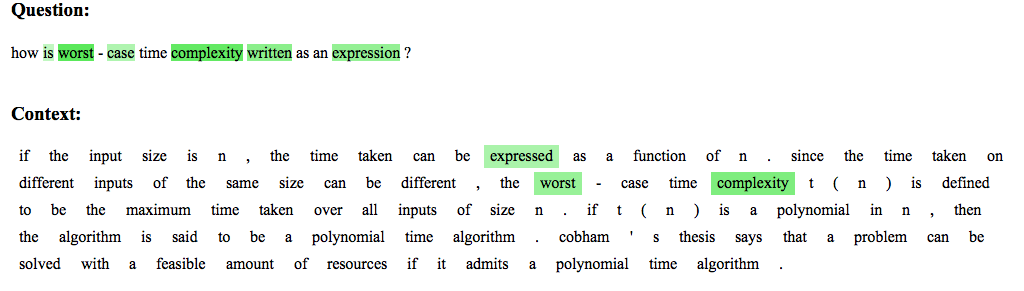 Question:
how is worst - case time complexity written as an expression ?
Context:
if the input size is n , the time taken can be expressed as a function of n . since the time taken on
different inputs of the same size can be different , the worst - case time complexity t ( n ) is defined
to be the maximum time taken over all inputs of size n . if t ( n ) is a polynomial in n , then
the algorithm is said to be a polynomial time algorithm . cobham ' s thesis says that a problem can be
solved with a feasible amount of resources if it admits a polynomial time algorithm .